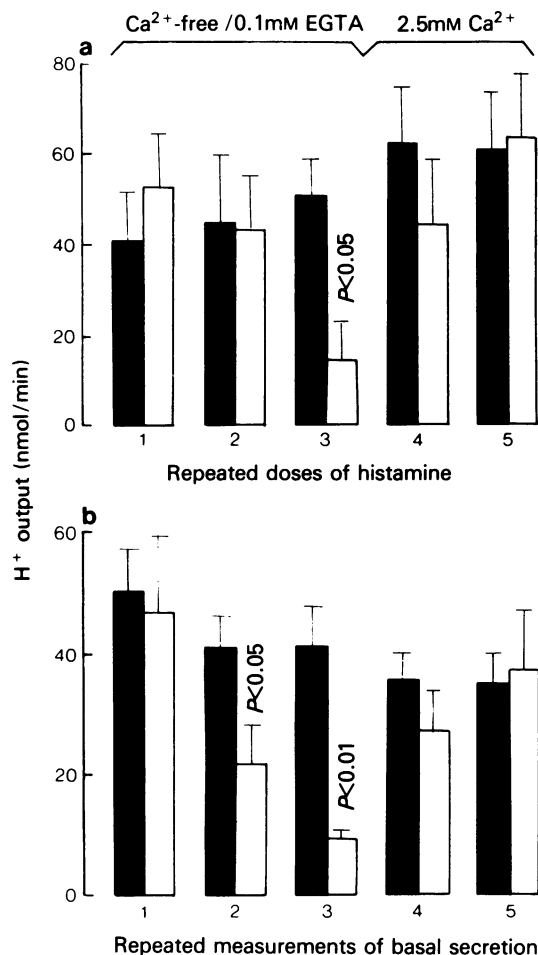 Ca²⁺-free /0.1mM EGTA 2.5mM Ca²⁺
a
80
60
40
20
0
P<0.05
1 2 3 4 5
Repeated doses of histamine
H⁺ output (nmol/min)
b
60
40
20
0
P<0.05
P<0.01
1 2 3 4 5
Repeated measurements of basal secretion